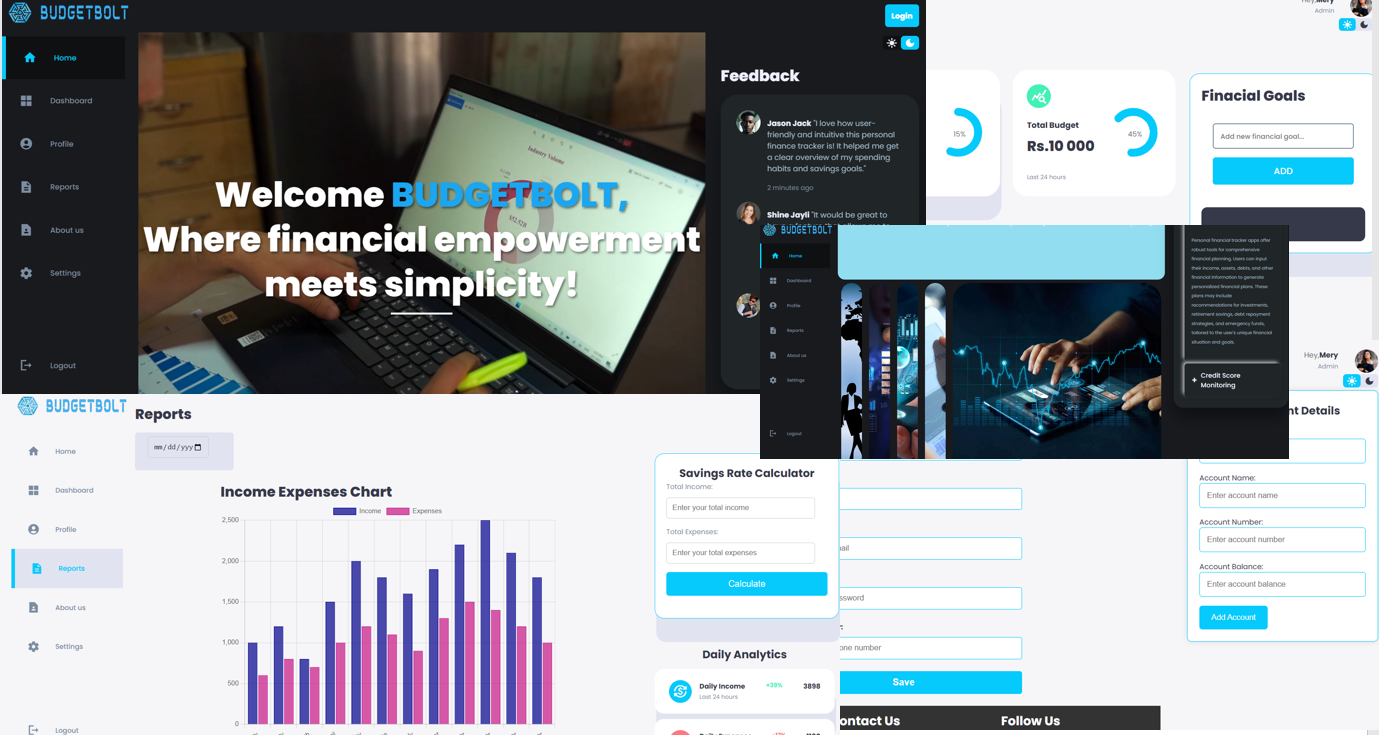 BUDGETBOLT
Login
Home
Dashboard
Profile
Reports
About us
Settings
Logout
Industry Volume
Welcome BUDGETBOLT,
Where financial empowerment
meets simplicity!
Feedback
Jason Jack "I love how user-
friendly and intuitive this personal
finance tracker is! It helped me get
a clear overview of my spending
habits and savings goals."
2 minutes ago
Shine Jayli "It would be great to
Hey,Mery
Admin
15%
Total Budget
Rs.10 000
Last 24 hours
45%
Finacial Goals
Add new financial goal...
ADD
BUDGETBOLT
Home
Dashboard
Profile
Reports
About us
Settings
Logout
Personal financial tracker apps offer
robust tools for comprehensive
financial planning. Users can input
their income, assets, debts, and other
financial information to generate
personalized financial plans. These
plans may include
recommendations for investments,
retirement savings, debt repayment
strategies, and emergency funds,
tailored to the user's unique financial
situation and goals.
+ Credit Score
Monitoring
Hey,Mery
Admin
BUDGETBOLT
Home
Dashboard
Profile
Reports
About us
Settings
Logout
Reports
mm/dd/yyyy
Income Expenses Chart
Income
Expenses
2,500
2,000
1,500
1,000
500
0
Savings Rate Calculator
Total Income:
Enter your total income
Total Expenses:
Enter your total expenses
Calculate
Daily Analytics
Daily Income
Last 24 hours
+39%
3898
ail
ssword
one number
Save
ontact Us
Follow Us
nt Details
Account Name:
Enter account name
Account Number:
Enter account number
Account Balance:
Enter account balance
Add Account